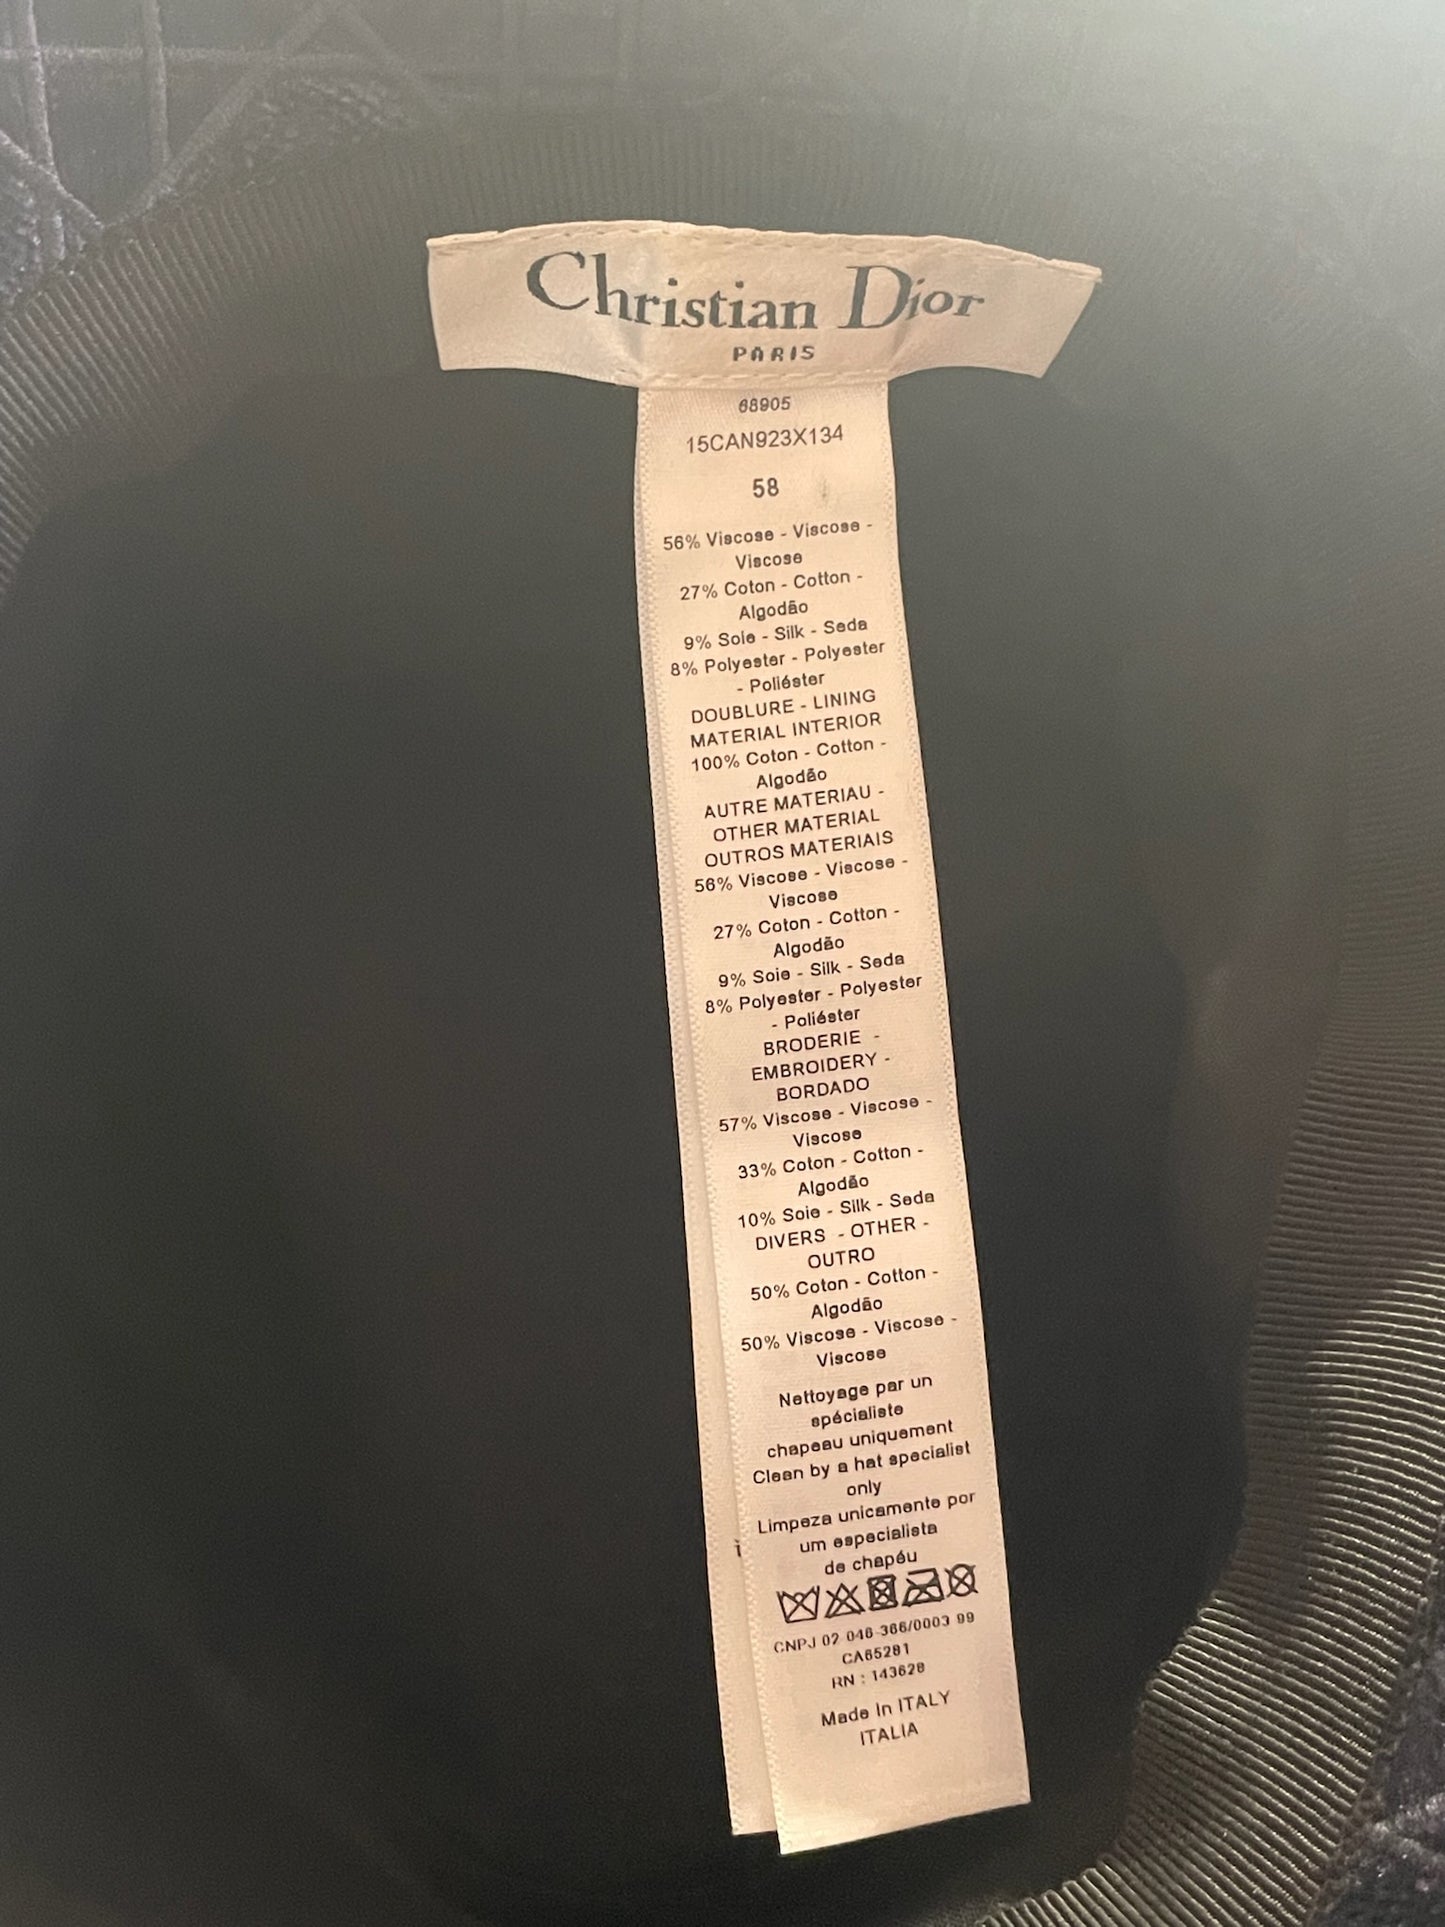 Christian Dior
PARIS
68905
15CAN923X134
58
56% Viscose - Viscose -
Viscose
27% Coton - Cotton -
Algodão
9% Soie - Silk - Seda
8% Polyester - Polyester
- Poliéster
DOUBLURE - LINING
MATERIAL INTERIOR
100% Coton - Cotton -
Algodão
AUTRE MATERIAU -
OTHER MATERIAL
OUTROS MATERIAIS
56% Viscose - Viscose -
Viscose
27% Coton - Cotton -
Algodão
9% Soie - Silk - Seda
8% Polyester - Polyester
- Poliéster
BRODERIE -
EMBROIDERY -
BORDADO
57% Viscose - Viscose -
Viscose
33% Coton - Cotton -
Algodão
10% Soie - Silk - Seda
DIVERS - OTHER -
OUTRO
50% Coton - Cotton -
Algodão
50% Viscose - Viscose -
Viscose
Nettoyage par un
spécialiste
chapeau uniquement
Clean by a hat specialist
only
Limpeza unicamente por
um especialista
de chapéu
CNPJ 02 046-366/0003 99
CA65281
RN : 143628
Made in ITALY
ITALIA